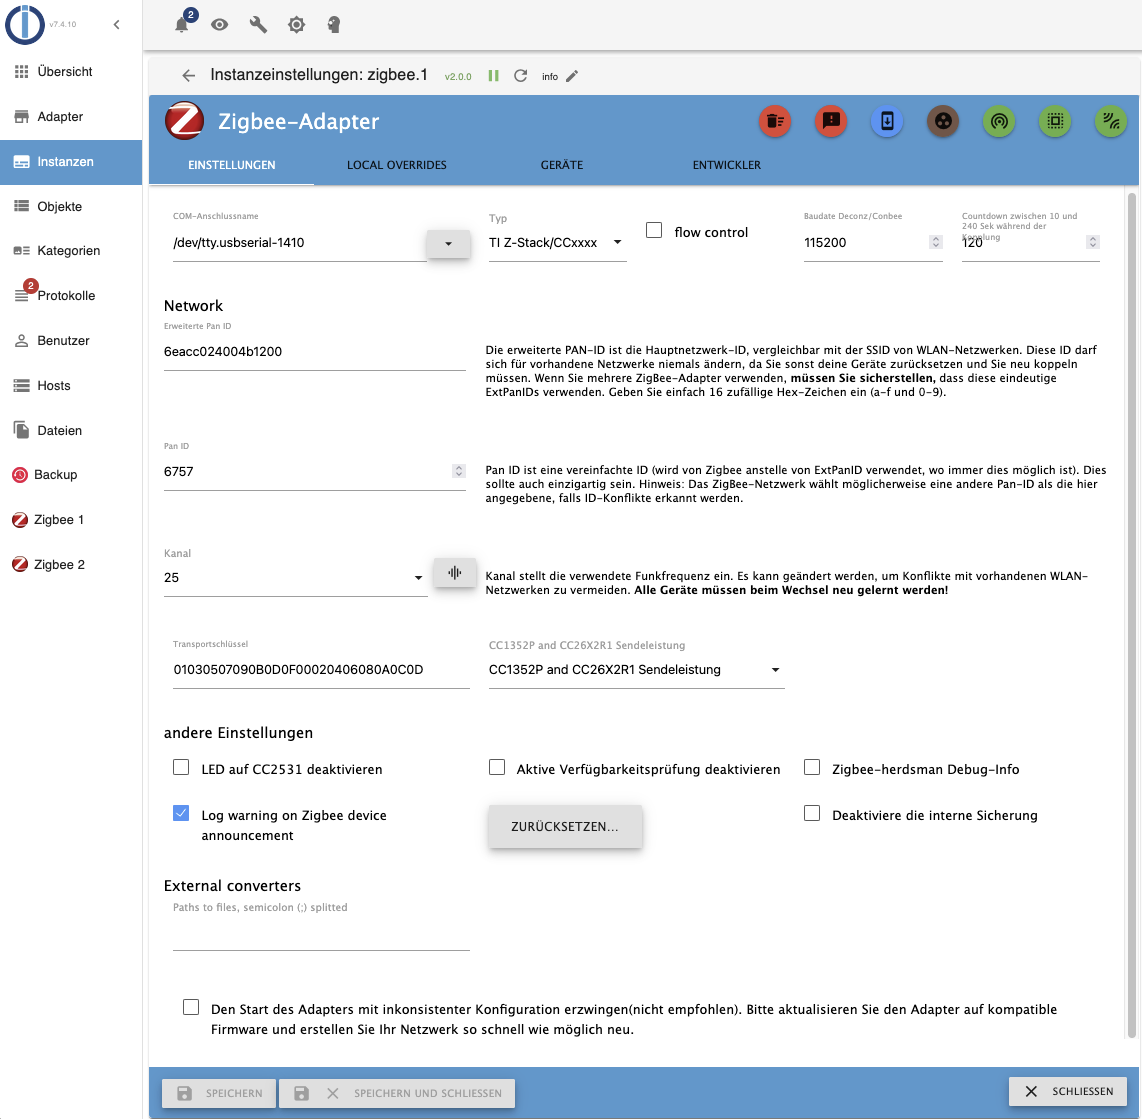 v7.4.10
2
Übersicht
Adapter
Instanzen
Objekte
Kategorien
2
Protokolle
Benutzer
Hosts
Dateien
Backup
Zigbee 1
Zigbee 2
Instanzeinstellungen: zigbee.1
v2.0.0
info
Zigbee-Adapter
EINSTELLUNGEN
LOCAL OVERRIDES
GERÄTE
ENTWICKLER
COM-Anschlussname
/dev/tty.usbserial-1410
Typ
TI Z-Stack/CCxxxx
flow control
Baudate Deconz/Conbee
115200
Countdown zwischen 10 und
240 Sek während der
Kopplung
120
Network
Erweiterte Pan ID
6eacc024004b1200
Die erweiterte PAN-ID ist die Hauptnetzwerk-ID, vergleichbar mit der SSID von WLAN-Netzwerken. Diese ID darf
sich für vorhandene Netzwerke niemals ändern, da Sie sonst deine Geräte zurücksetzen und Sie neu koppeln
müssen. Wenn Sie mehrere ZigBee-Adapter verwenden, müssen Sie sicherstellen, dass diese eindeutige
ExtPanIDs verwenden. Geben Sie einfach 16 zufällige Hex-Zeichen ein (a-f und 0-9).
Pan ID
6757
Pan ID ist eine vereinfachte ID (wird von Zigbee anstelle von ExtPanID verwendet, wo immer dies möglich ist). Dies
sollte auch einzigartig sein. Hinweis: Das ZigBee-Netzwerk wählt möglicherweise eine andere Pan-ID als die hier
angegebene, falls ID-Konflikte erkannt werden.
Kanal
25
Kanal stellt die verwendete Funkfrequenz ein. Es kann geändert werden, um Konflikte mit vorhandenen WLAN-
Netzwerken zu vermeiden. Alle Geräte müssen beim Wechsel neu gelernt werden!
Transportschlüssel
01030507090B0D0F00020406080A0C0D
CC1352P and CC26X2R1 Sendeleistung
CC1352P and CC26X2R1 Sendeleistung
andere Einstellungen
LED auf CC2531 deaktivieren
Aktive Verfügbarkeitsprüfung deaktivieren
Zigbee-herdsman Debug-Info
Log warning on Zigbee device
announcement
ZURÜCKSETZEN...
Deaktiviere die interne Sicherung
External converters
Paths to files, semicolon (;) splitted
Den Start des Adapters mit inkonsistenter Konfiguration erzwingen(nicht empfohlen). Bitte aktualisieren Sie den Adapter auf kompatible
Firmware und erstellen Sie Ihr Netzwerk so schnell wie möglich neu.
SPEICHERN
SPEICHERN UND SCHLIESSEN
SCHLIESSEN